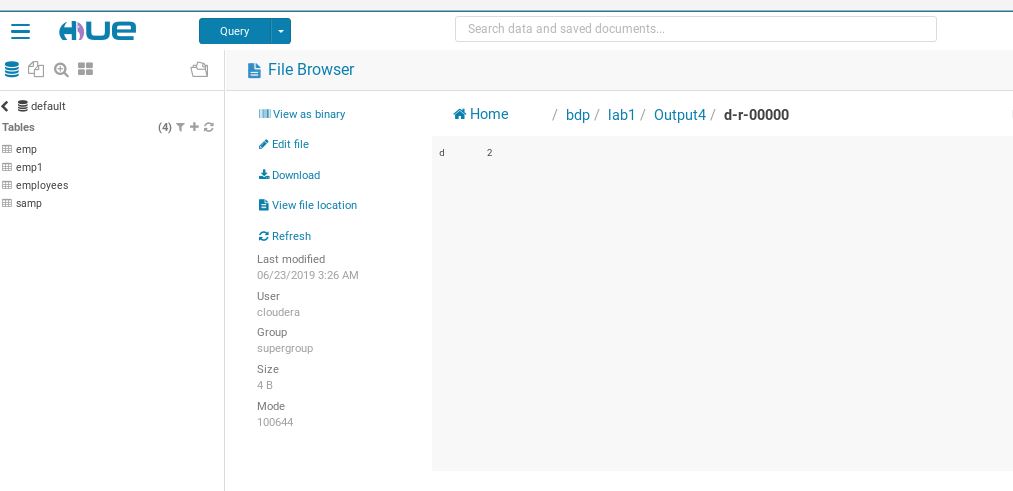 HUE
Query
Search data and saved documents...
File Browser
default
Tables (4)
emp
emp1
employees
samp
View as binary
Edit file
Download
View file location
Refresh
Last modified
06/23/2019 3:26 AM
User
cloudera
Group
supergroup
Size
4 B
Mode
100644
Home / bdp / lab1 / Output4 / d-r-00000
d 2